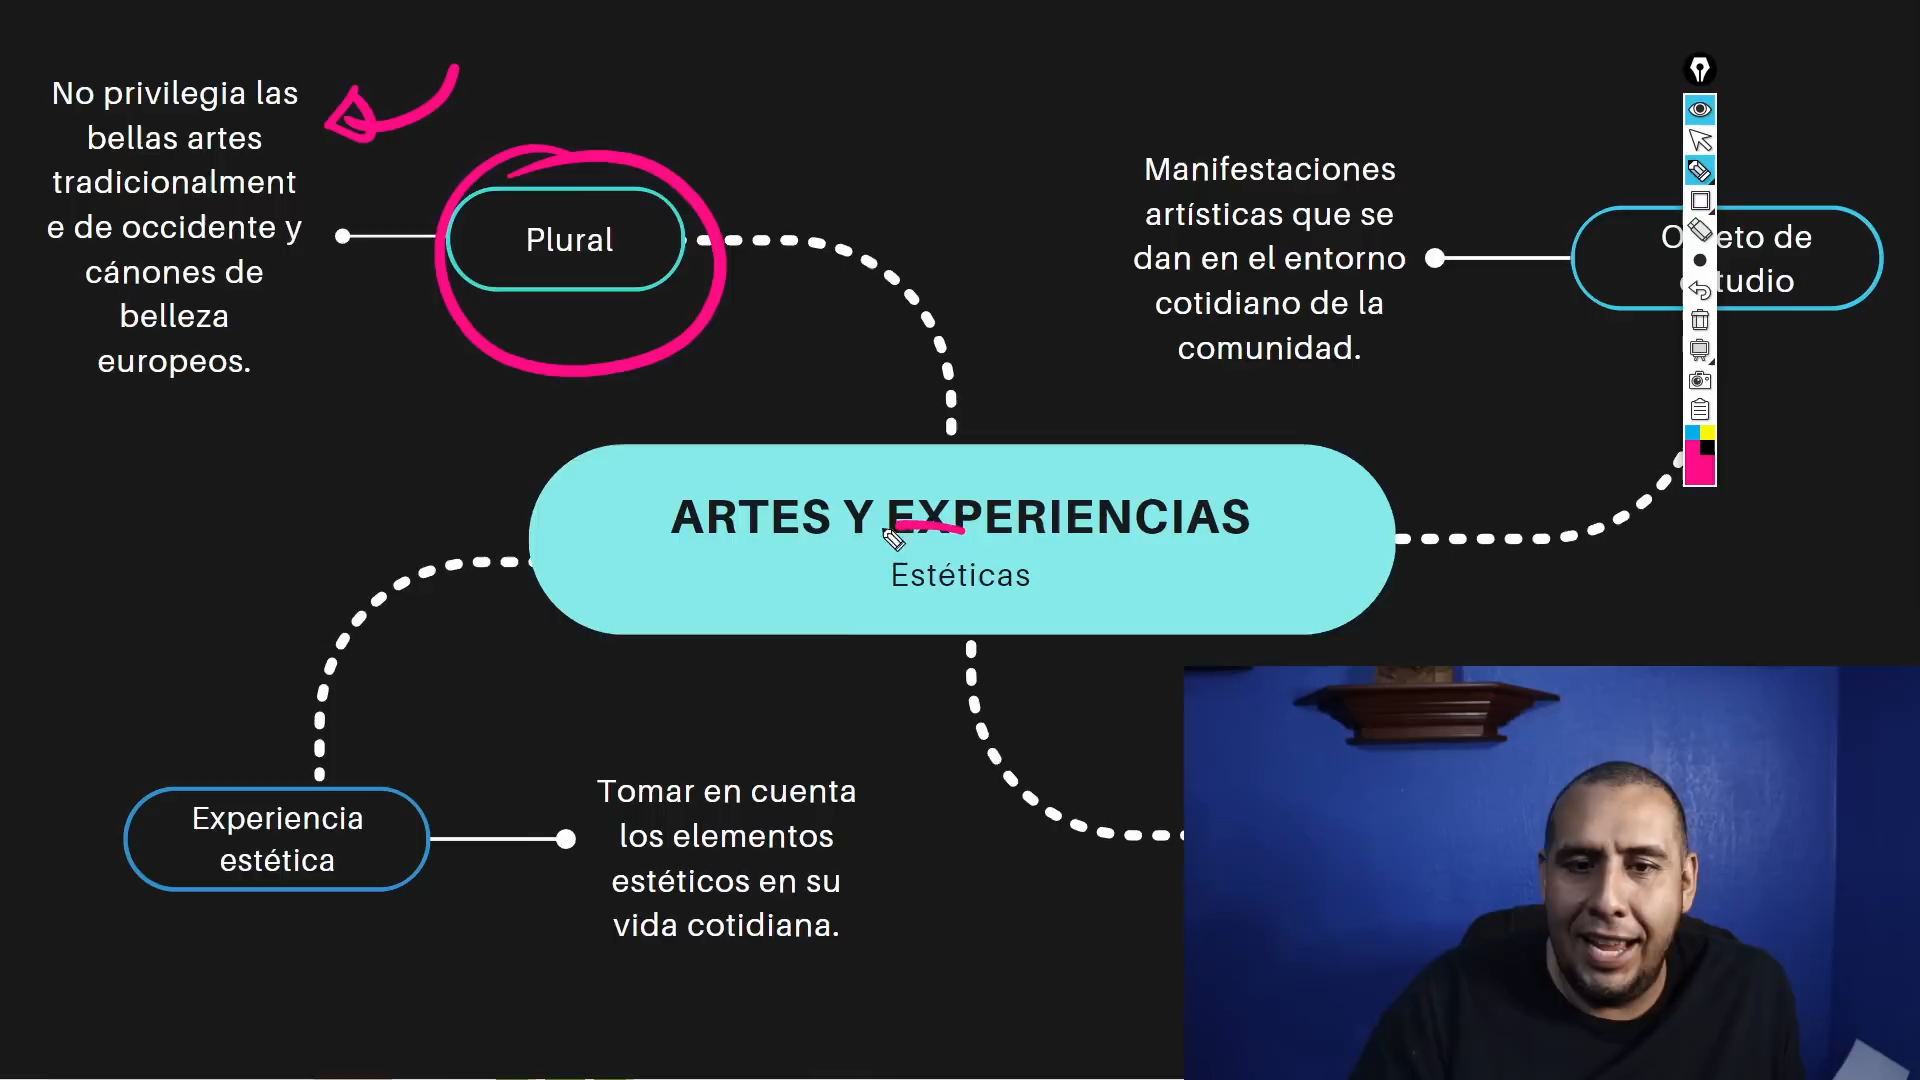 No privilegia las
bellas artes
tradicionalment
e de occidente y
cánones de
belleza
europeos.
Plural
Manifestaciones
artísticas que se
dan en el entorno
cotidiano de la
comunidad.
eto de
tudio
ARTES Y EXPERIENCIAS
Estéticas
Experiencia
estética
Tomar en cuenta
los elementos
estéticos en su
vida cotidiana.